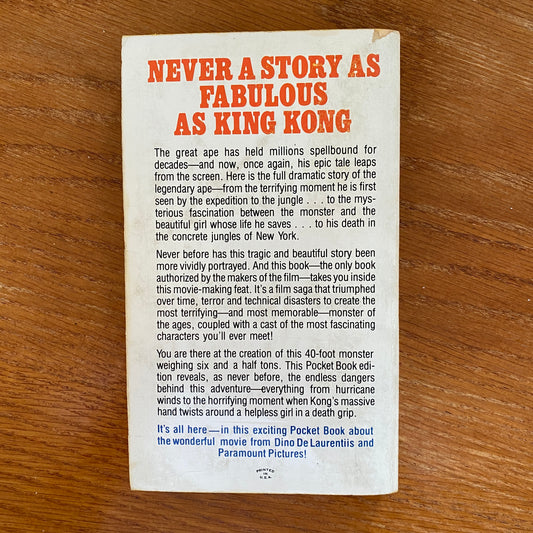 NEVER A STORY AS
FABULOUS
AS KING KONG
The great ape has held millions spellbound for
decades—and now, once again, his epic tale leaps
from the screen. Here is the full dramatic story of the
legendary ape—from the terrifying moment he is first
seen by the expedition to the jungle . . . to the mys-
terious fascination between the monster and the
beautiful girl whose life he saves . . . to his death in
the concrete jungles of New York.
Never before has this tragic and beautiful story been
more vividly portrayed. And this book—the only book
authorized by the makers of the film—takes you inside
this movie-making feat. It's a film saga that triumphed
over time, terror and technical disasters to create the
most terrifying—and most memorable—monster of
the ages, coupled with a cast of the most fascinating
characters you'll ever meet!
You are there at the creation of this 40-foot monster
weighing six and a half tons. This Pocket Book edi-
tion reveals, as never before, the endless dangers
behind this adventure—everything from hurricane
winds to the horrifying moment when Kong's massive
hand twists around a helpless girl in a death grip.
It's all here—in this exciting Pocket Book about
the wonderful movie from Dino De Laurentiis and
Paramount Pictures!
PRINTED
IN
U.S.A.